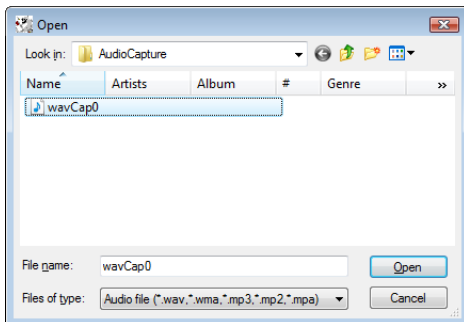 Open
Look in: AudioCapture
Name Artists Album # Genre »
wavCap0
File name: wavCap0 Open
Files of type: Audio file (*.wav,*.wma,*.mp3,*.mp2,*.mpa) Cancel